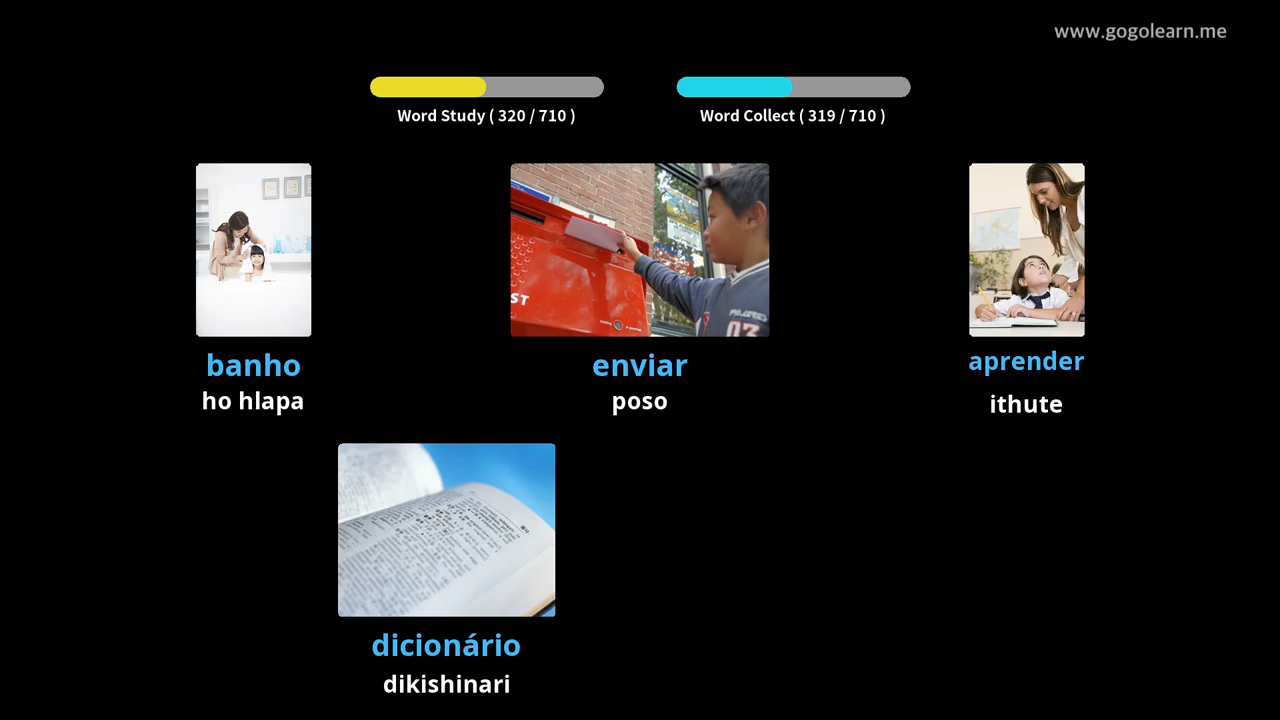 www.gogolearn.me
Word Study ( 320 / 710 )
Word Collect ( 319 / 710 )
ST
banho
ho hlapa
enviar
poso
aprender
ithute
dicionário
dikishinari